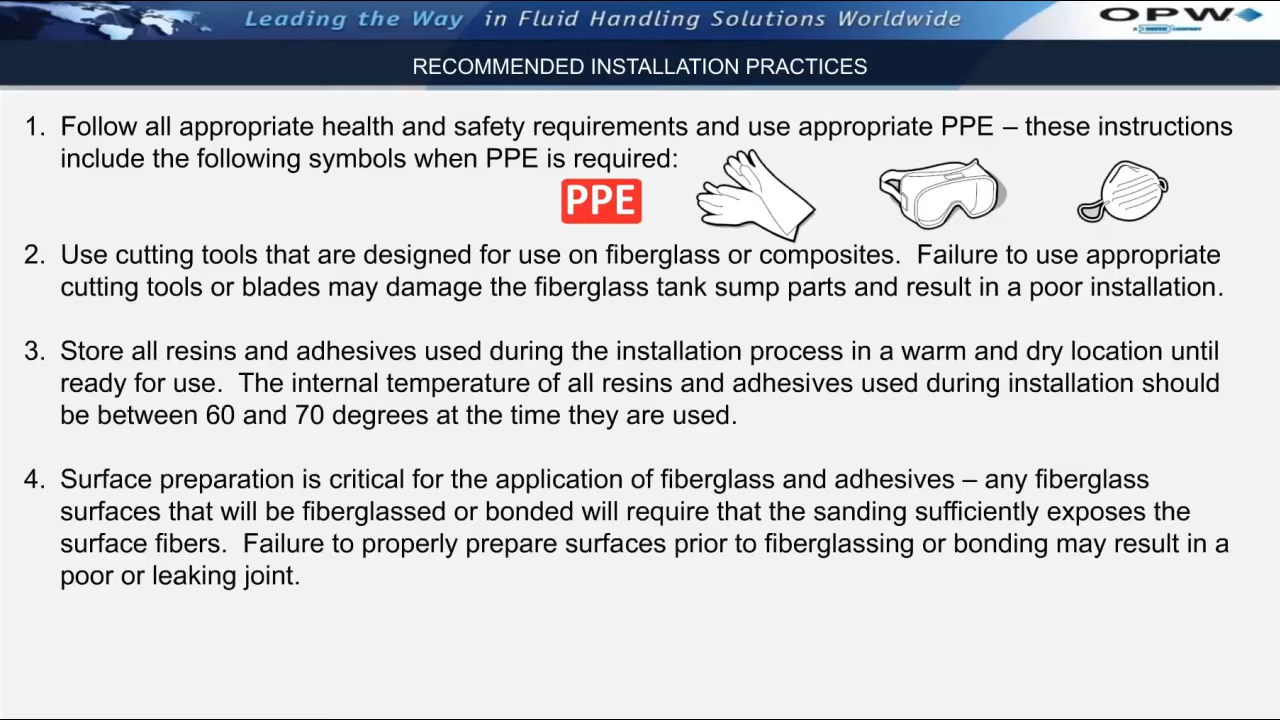 Leading the Way in Fluid Handling Solutions Worldwide
OPW
RECOMMENDED INSTALLATION PRACTICES
1. Follow all appropriate health and safety requirements and use appropriate PPE – these instructions
include the following symbols when PPE is required:
PPE
2. Use cutting tools that are designed for use on fiberglass or composites. Failure to use appropriate
cutting tools or blades may damage the fiberglass tank sump parts and result in a poor installation.
3. Store all resins and adhesives used during the installation process in a warm and dry location until
ready for use. The internal temperature of all resins and adhesives used during installation should
be between 60 and 70 degrees at the time they are used.
4. Surface preparation is critical for the application of fiberglass and adhesives – any fiberglass
surfaces that will be fiberglassed or bonded will require that the sanding sufficiently exposes the
surface fibers. Failure to properly prepare surfaces prior to fiberglassing or bonding may result in a
poor or leaking joint.